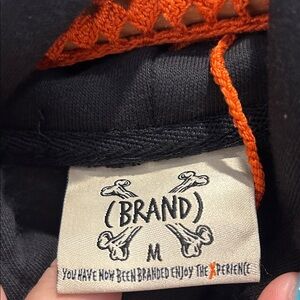 (BRAND)
M
YOU HAVE NOW BEEN BRANDED ENJOY THE XPERIENCE